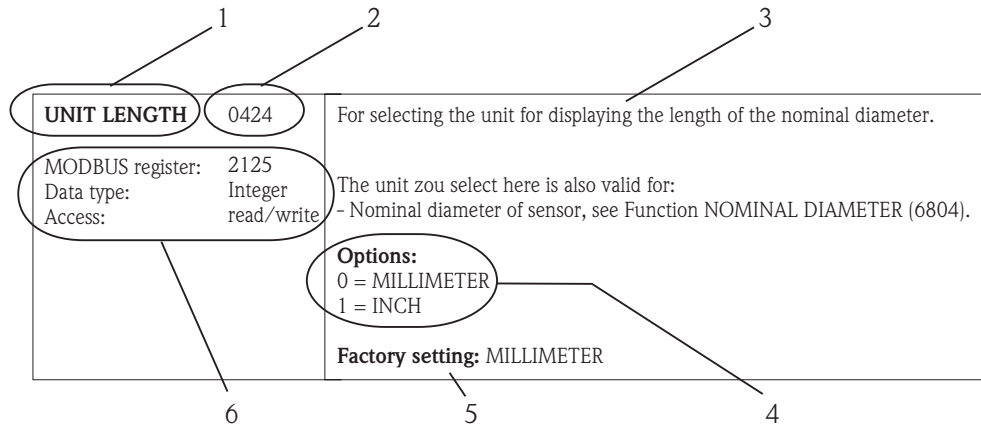 1 2 3
UNIT LENGTH 0424
For selecting the unit for displaying the length of the nominal diameter.
MODBUS register: 2125
Data type: Integer
Access: read/write
The unit zou select here is also valid for:
- Nominal diameter of sensor, see Function NOMINAL DIAMETER (6804).
Options:
0 = MILLIMETER
1 = INCH
Factory setting: MILLIMETER
6 5 4